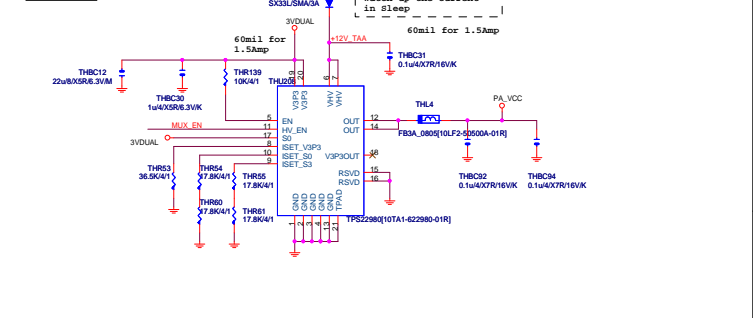 SX33L/SMA/3A
in Sleep
3VDUAL
60mil for
1.5Amp
+12V_TAA
60mil for 1.5Amp
THBC31
0.1u/4/X7R/16V/K
THBC12
22u/8/X5R/6.3V/M
THBC30
1u/4/X5R/6.3V/K
THR139
10K/4/1
19
20
6
7
V3P3
V3P3
VHV
VHV
MUX_EN
3VDUAL
5
11
17
8
10
9
EN
HV_EN
S0
ISET_V3P3
ISET_S0
ISET_S3
OUT
OUT
V3P3OUT
RSVD
RSVD
12
14
18
15
16
THL4
FB3A_0805[10LF2-50500A-01R]
PA_VCC
THBC92
0.1u/4/X7R/16V/K
THBC94
0.1u/4/X7R/16V/K
THR53
36.5K/4/1
THR54
17.8K/4/1
THR55
17.8K/4/1
THR60
17.8K/4/1
THR61
17.8K/4/1
GND
GND
GND
GND
GND
TPAD
1
2
3
4
13
21
TPS22980[10TA1-622980-01R]